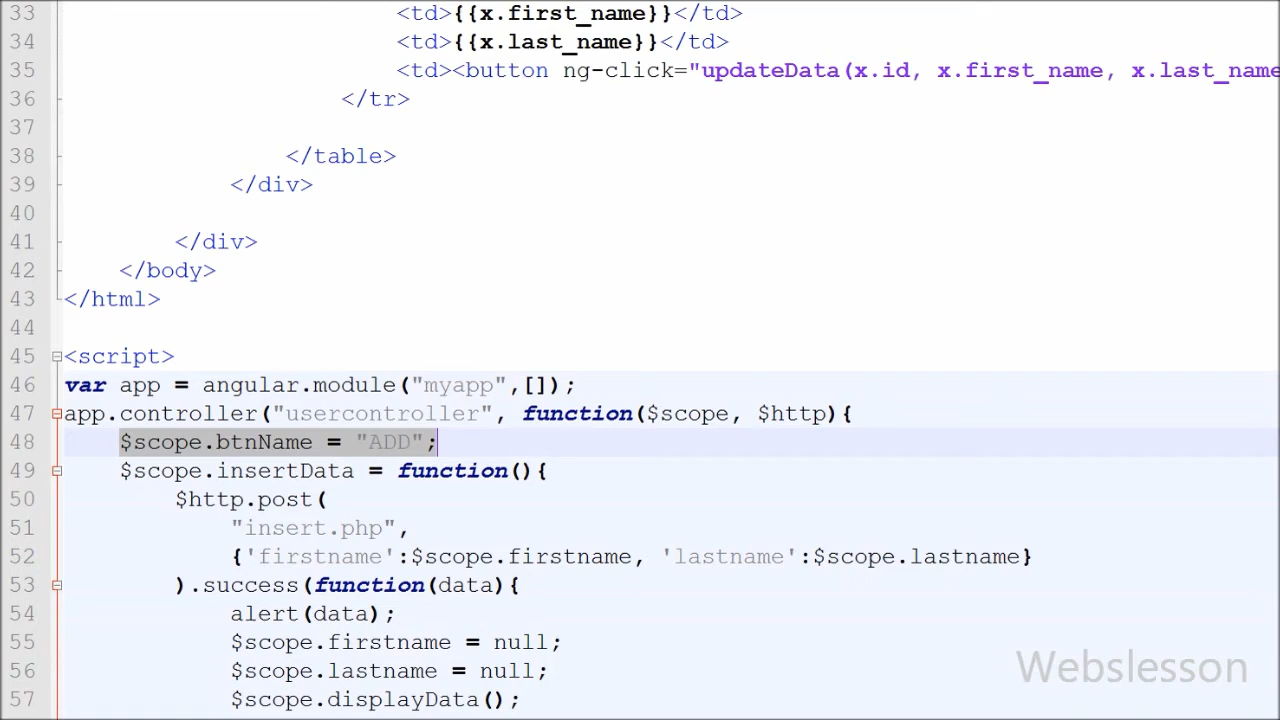 33 <td>{{x.first_name}}</td>
34 <td>{{x.last_name}}</td>
35 <td><button ng-click="updateData(x.id, x.first_name, x.last_name
36 </tr>
37
38 </table>
39 </div>
40
41 </div>
42 </body>
43 </html>
44
45 <script>
46 var app = angular.module("myapp",[]);
47 app.controller("usercontroller", function($scope, $http){
48 $scope.btnName = "ADD";
49 $scope.insertData = function(){
50 $http.post(
51 "insert.php",
52 {'firstname':$scope.firstname, 'lastname':$scope.lastname}
53 ).success(function(data){
54 alert(data);
55 $scope.firstname = null;
56 $scope.lastname = null;
57 $scope.displayData();
Webslesson